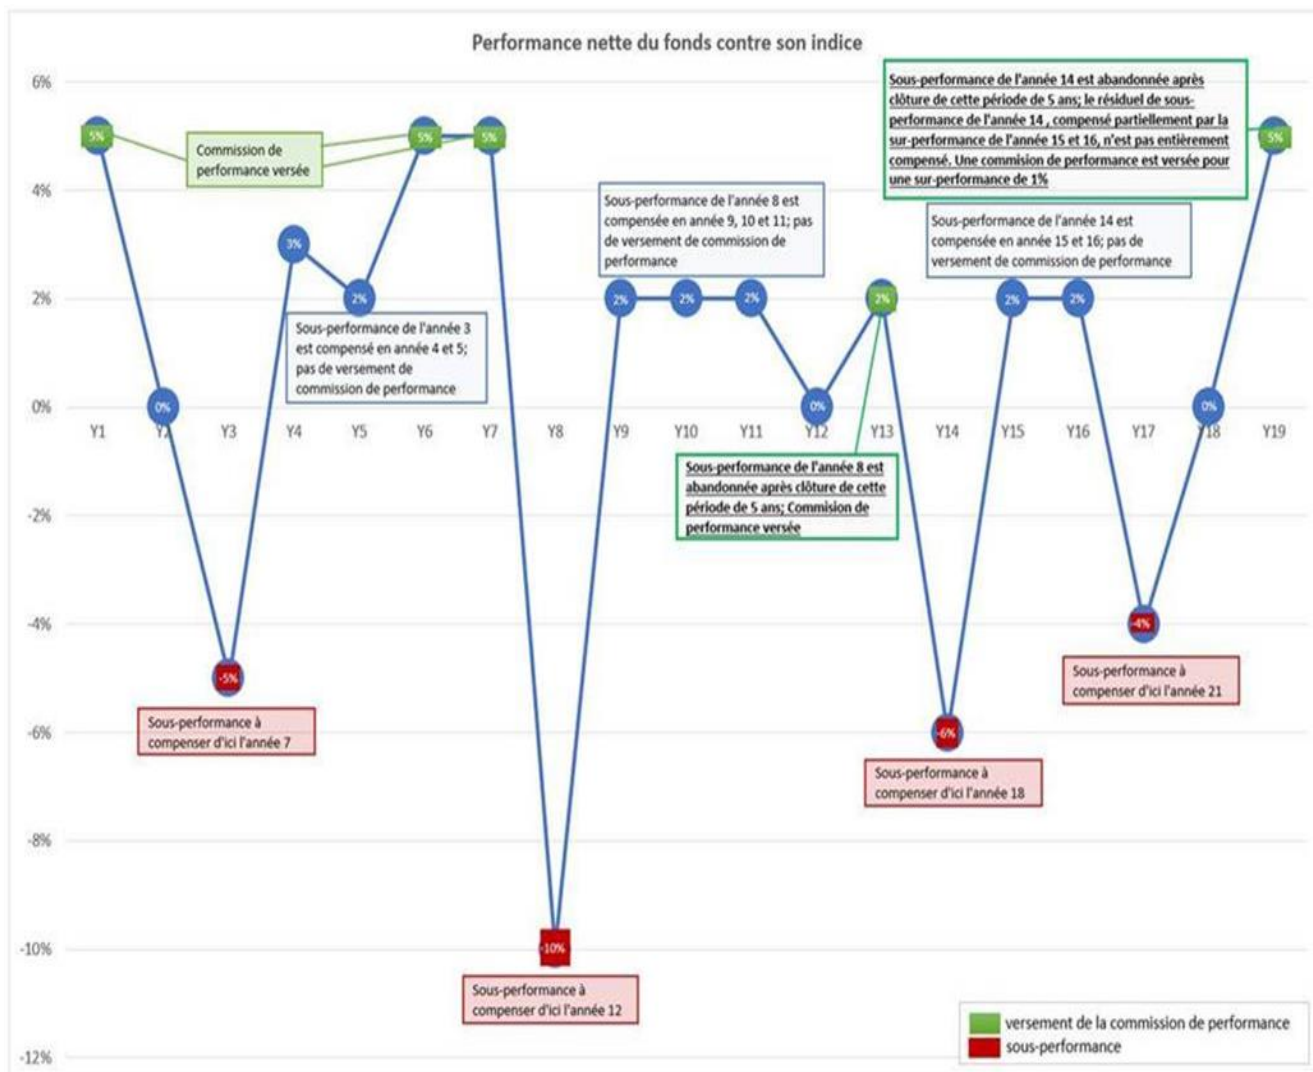 Performance nette du fonds contre son indice
6%
4%
2%
0%
-2%
-4%
-6%
-8%
-10%
-12%
Y1
Y2
Y3
Y4
Y5
Y6
Y7
Y8
Y9
Y10
Y11
Y12
Y13
Y14
Y15
Y16
Y17
Y18
Y19
5%
0%
-5%
3%
2%
5%
5%
-10%
2%
2%
2%
0%
2%
-6%
2%
2%
-4%
0%
5%
Commission de
performance versée
Sous-performance à
compenser d'ici l'année 7
Sous-performance de l'année 3
est compensé en année 4 et 5;
pas de versement de
commission de performance
Sous-performance à
compenser d'ici l'année 12
Sous-performance de l'année 8 est
compensée en année 9, 10 et 11; pas
de versement de commission de
performance
Sous-performance de l'année 8 est
abandonnée après clôture de cette
période de 5 ans; Commision de
performance versée
Sous-performance à
compenser d'ici l'année 18
Sous-performance de l'année 14 est
compensée en année 15 et 16; pas de
versement de commission de performance
Sous-performance à
compenser d'ici l'année 21
Sous-performance de l'année 14 est abandonnée après
clôture de cette période de 5 ans; le résiduel de sous-
performance de l'année 14 , compensé partiellement par la
sur-performance de l'année 15 et 16, n'est pas entièrement
compensé. Une commision de performance est versée pour
une sur-performance de 1%
versement de la commission de performance
sous-performance